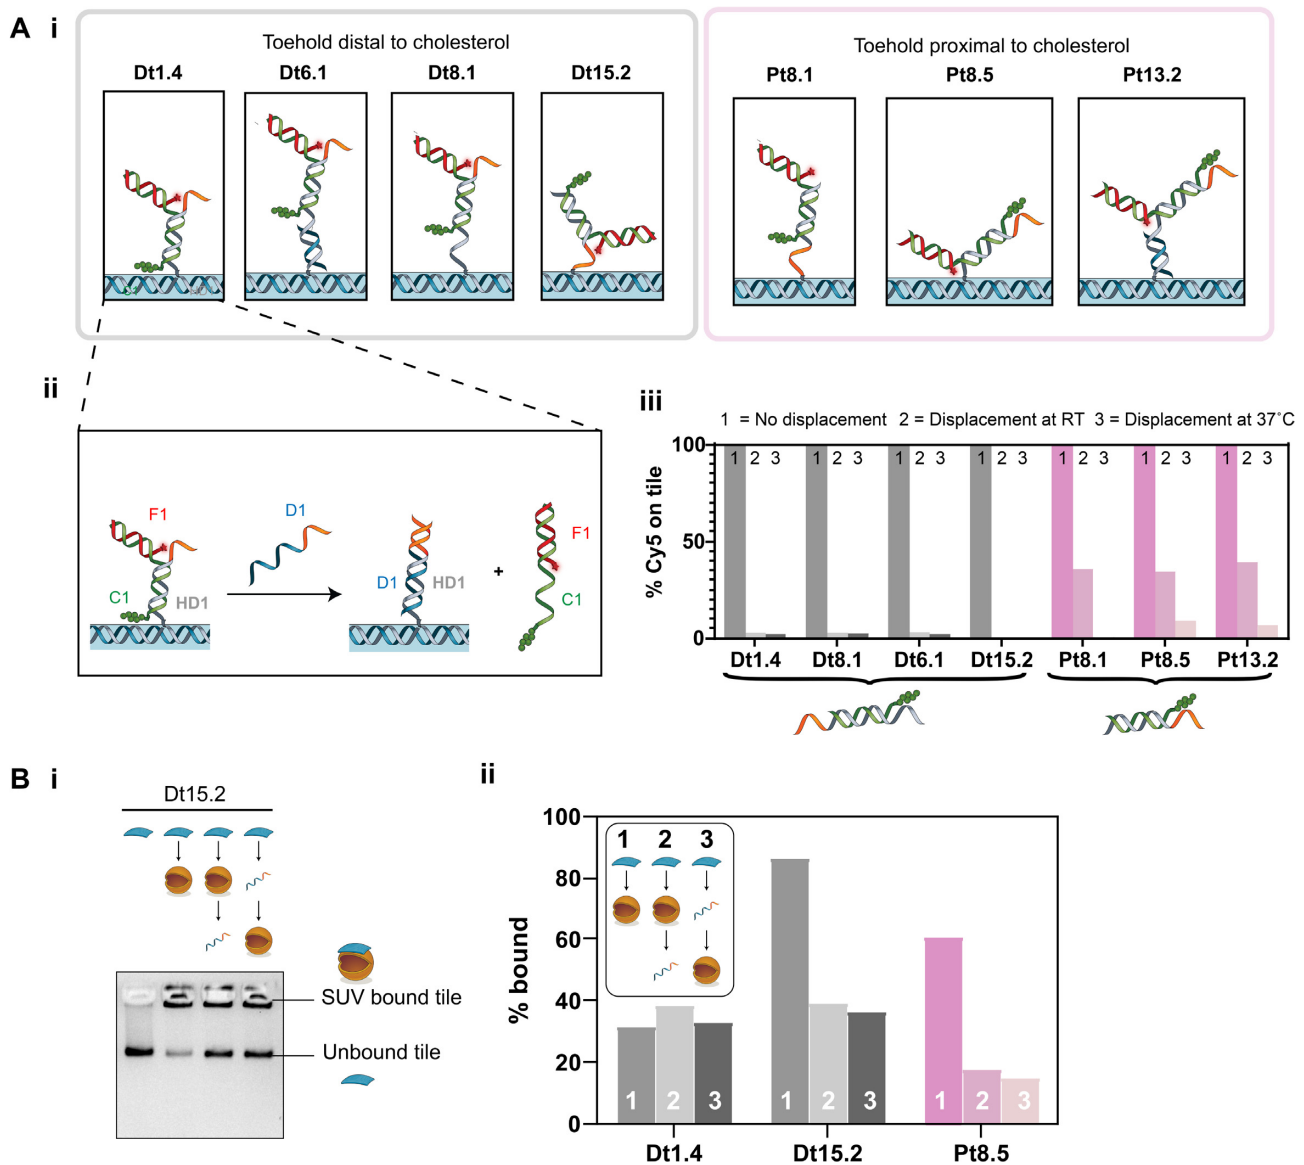 A i
Toehold distal to cholesterol
Toehold proximal to cholesterol
Dt1.4 Dt6.1 Dt8.1 Dt15.2 Pt8.1 Pt8.5 Pt13.2
C1 HD
ii
F1 D1 F1
D1 HD1 +
C1 HD1 C1
iii
1 = No displacement 2 = Displacement at RT 3 = Displacement at 37˚C
% Cy5 on tile
100
50
0
1 2 3 1 2 3 1 2 3 1 2 3 1 2 3 1 2 3 1 2 3
Dt1.4 Dt8.1 Dt6.1 Dt15.2 Pt8.1 Pt8.5 Pt13.2
B i
Dt15.2
SUV bound tile
Unbound tile
ii
% bound
100
80
60
40
20
0
1 2 3
1 2 3 1 2 3 1 2 3
Dt1.4 Dt15.2 Pt8.5